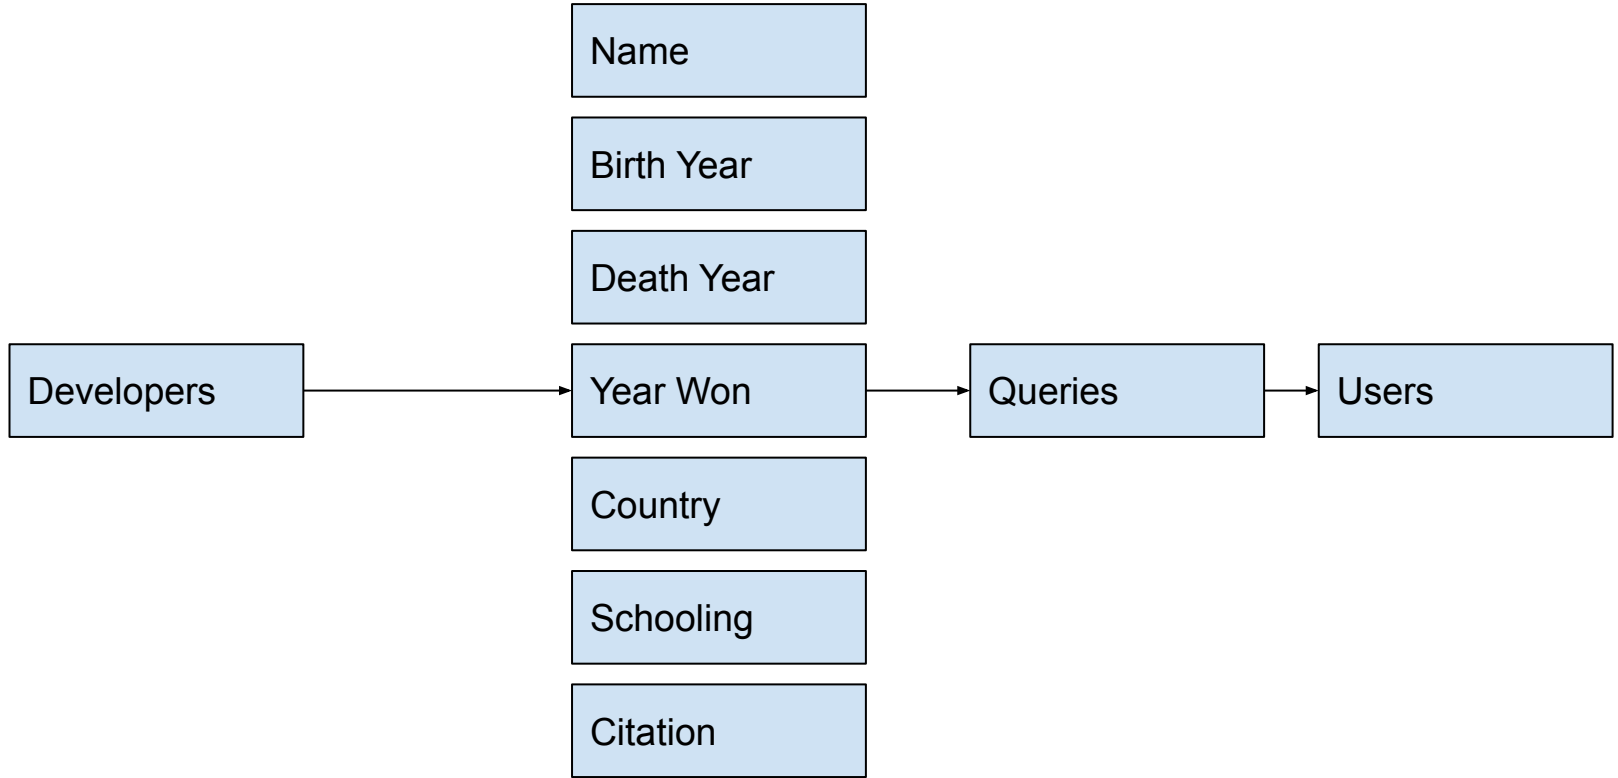 Name
Birth Year
Death Year
Developers
Year Won
Queries
Users
Country
Schooling
Citation